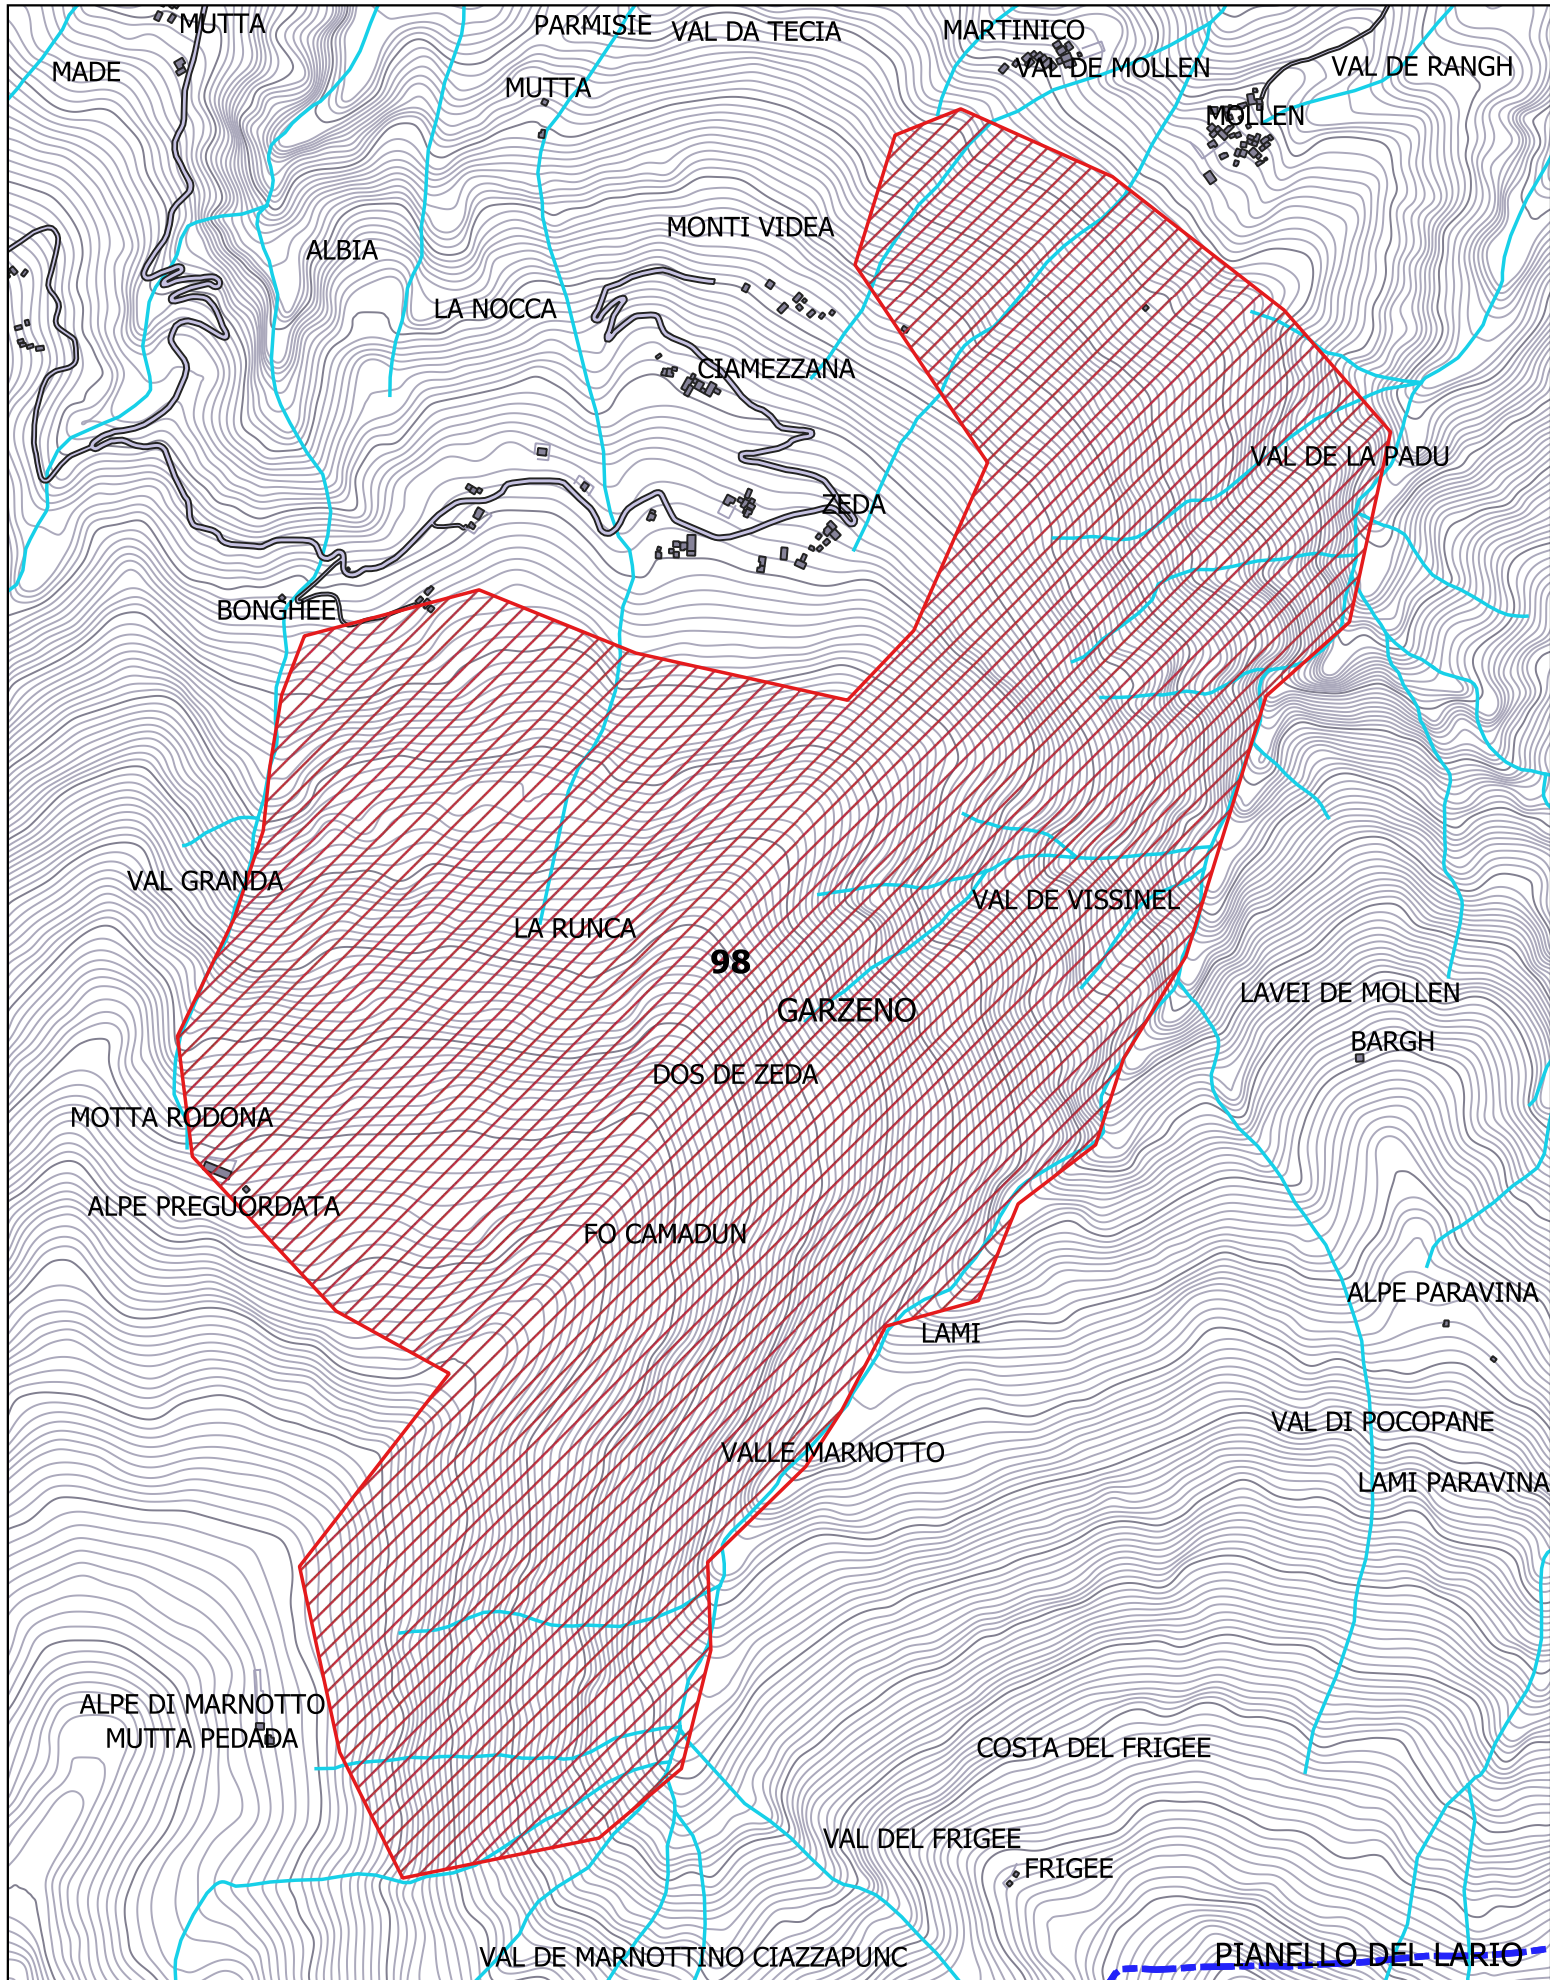 MUTTA
PARMISIE
VAL DA TECIA
MARTINICO
MADE
VAL DE MOLLEN
VAL DE RANGH
MUTTA
MOLLEN
MONTI VIDEA
ALBIA
LA NOCCA
CIAMEZZANA
VAL DE LA PADU
ZEDA
BONGHEE
VAL GRANDA
VAL DE VISSINEL
LA RUNCA
98
LAVEI DE MOLLEN
GARZENO
BARGH
DOS DE ZEDA
MOTTA RODONA
ALPE PREGUORDATA
FO CAMADUN
ALPE PARAVINA
LAMI
VAL DI POCOPANE
VALLE MARNOTTO
LAMI PARAVINA
ALPE DI MARNOTTO
MUTTA PEDADA
COSTA DEL FRIGEE
VAL DEL FRIGEE
FRIGEE
VAL DE MARNOTTINO CIAZZAPUNC
PIANELLO DEL LARIO